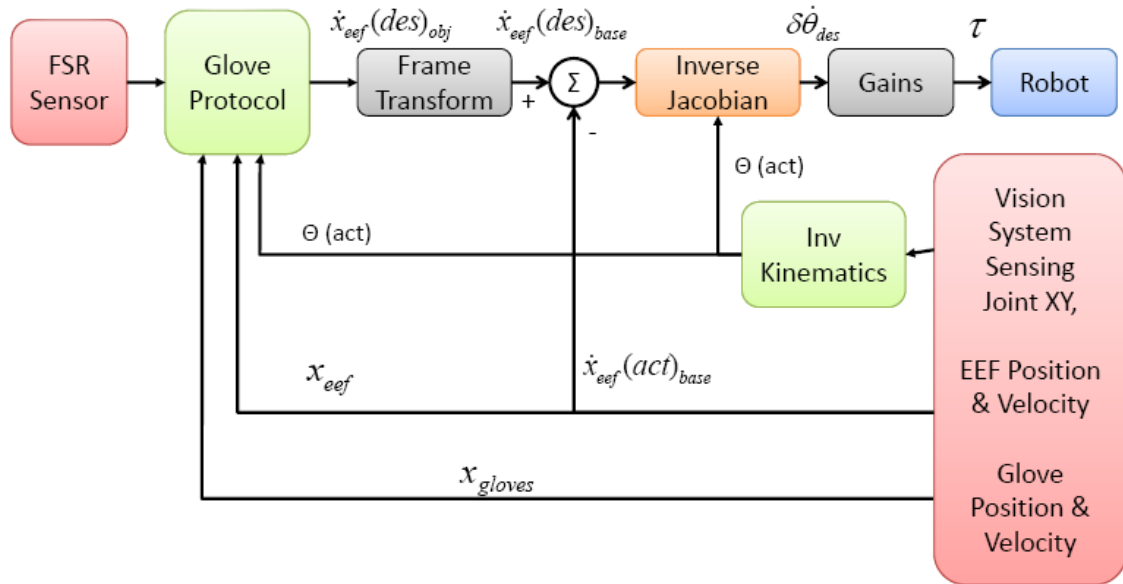 ẋ_eef(des)_obj
ẋ_eef(des)_base
δθ̇_des
τ
FSR
Sensor
Glove
Protocol
Frame
Transform
+
Σ
-
Inverse
Jacobian
Gains
Robot
Θ (act)
Θ (act)
Inv
Kinematics
Vision
System
Sensing
Joint XY,
x_eef
ẋ_eef(act)_base
EEF Position
& Velocity
x_gloves
Glove
Position &
Velocity